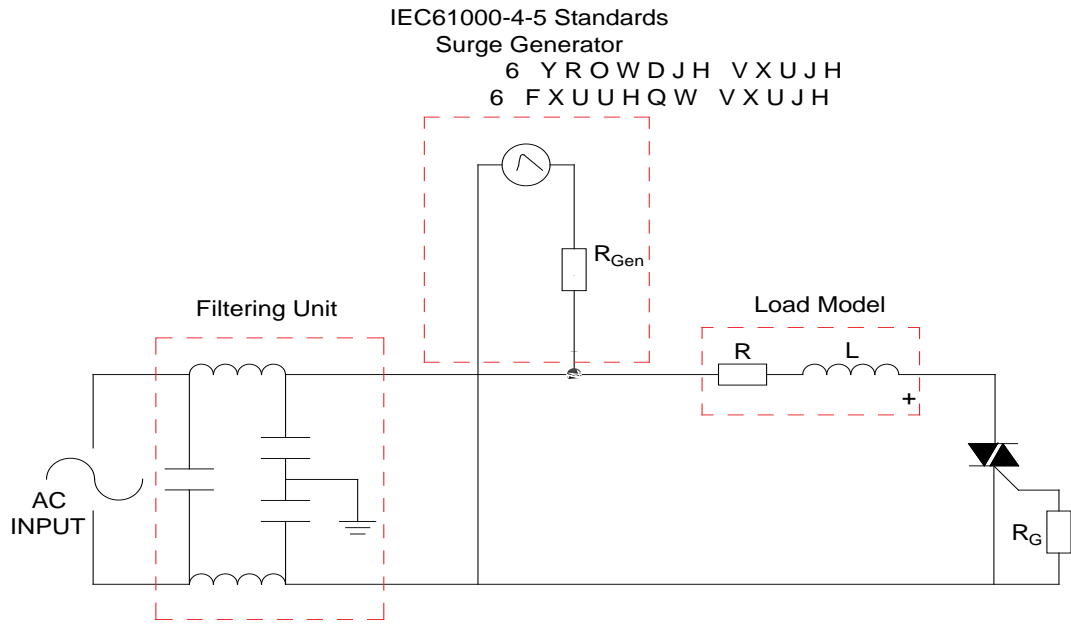 IEC61000-4-5 Standards
Surge Generator
6 YROWDJH VXUJH
6 FXUUHQW VXUJH
RGen
Filtering Unit
Load Model
R
L
+
AC
INPUT
RG